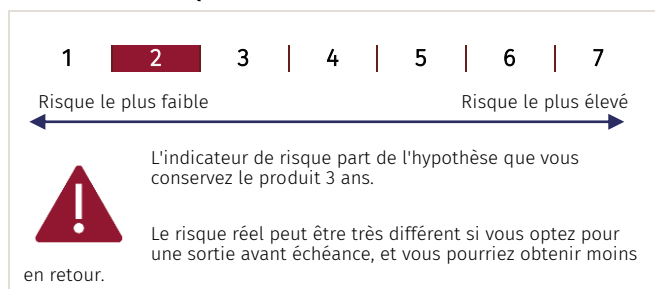 1 2 3 4 5 6 7
Risque le plus faible Risque le plus élevé
L'indicateur de risque part de l'hypothèse que vous
conservez le produit 3 ans.
Le risque réel peut être très différent si vous optez pour
une sortie avant échéance, et vous pourriez obtenir moins
en retour.